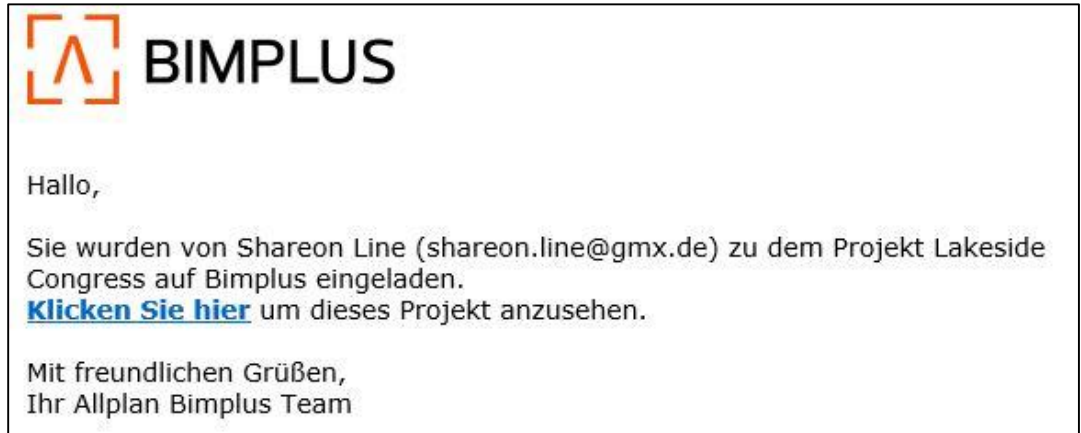 BIMPLUS
Hallo,
Sie wurden von Shareon Line (shareon.line@gmx.de) zu dem Projekt Lakeside
Congress auf Bimplus eingeladen.
Klicken Sie hier um dieses Projekt anzusehen.
Mit freundlichen Grüßen,
Ihr Allplan Bimplus Team